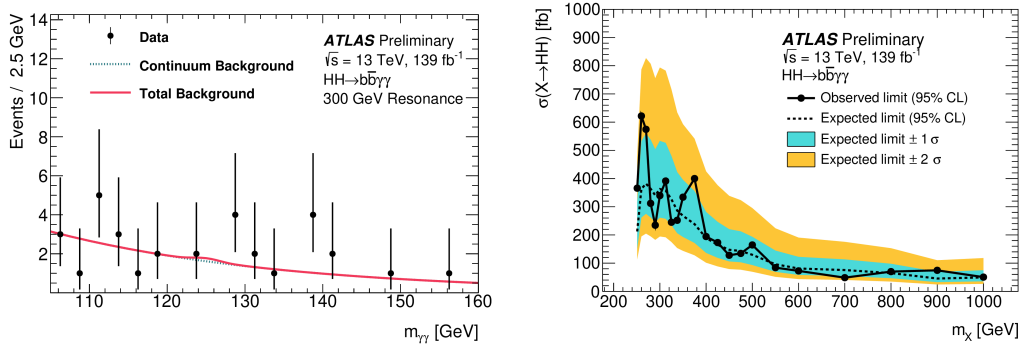 Events / 2.5 GeV
14
12
10
8
6
4
2
110 120 130 140 150 160
m_γγ [GeV]
Data
Continuum Background
Total Background
ATLAS Preliminary
√s = 13 TeV, 139 fb⁻¹
HH→bb̅γγ
300 GeV Resonance
σ(X→HH) [fb]
1000
900
800
700
600
500
400
300
200
100
0
200 300 400 500 600 700 800 900 1000
m_X [GeV]
ATLAS Preliminary
√s = 13 TeV, 139 fb⁻¹
HH→bb̅γγ
Observed limit (95% CL)
Expected limit (95% CL)
Expected limit ± 1 σ
Expected limit ± 2 σ